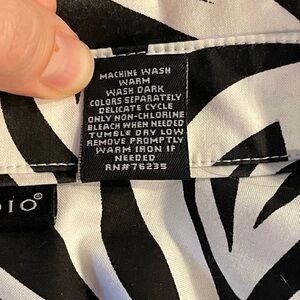 MACHINE WASH
WARM
WASH DARK
COLORS SEPARATELY
DELICATE CYCLE
ONLY NON-CHLORINE
BLEACH WHEN NEEDED
TUMBLE DRY LOW
REMOVE PROMPTLY
WARM IRON IF
NEEDED
RN#76235
DIO®